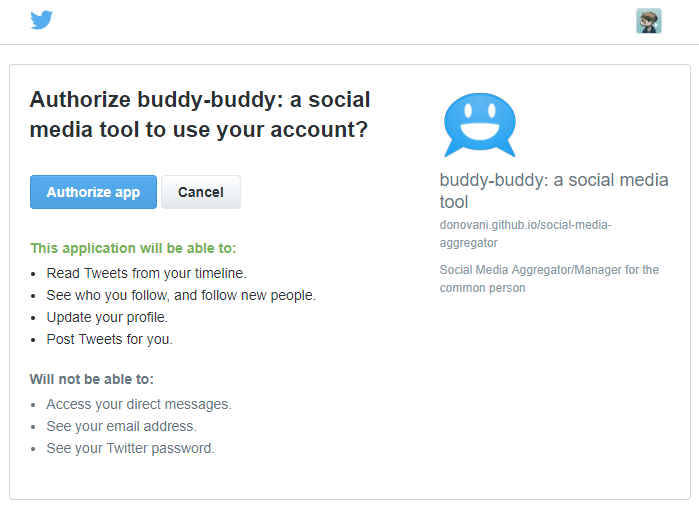 Authorize buddy-buddy: a social
media tool to use your account?
Authorize app
Cancel
This application will be able to:
• Read Tweets from your timeline.
• See who you follow, and follow new people.
• Update your profile.
• Post Tweets for you.
Will not be able to:
• Access your direct messages.
• See your email address.
• See your Twitter password.
buddy-buddy: a social media
tool
donovani.github.io/social-media-
aggregator
Social Media Aggregator/Manager for the
common person